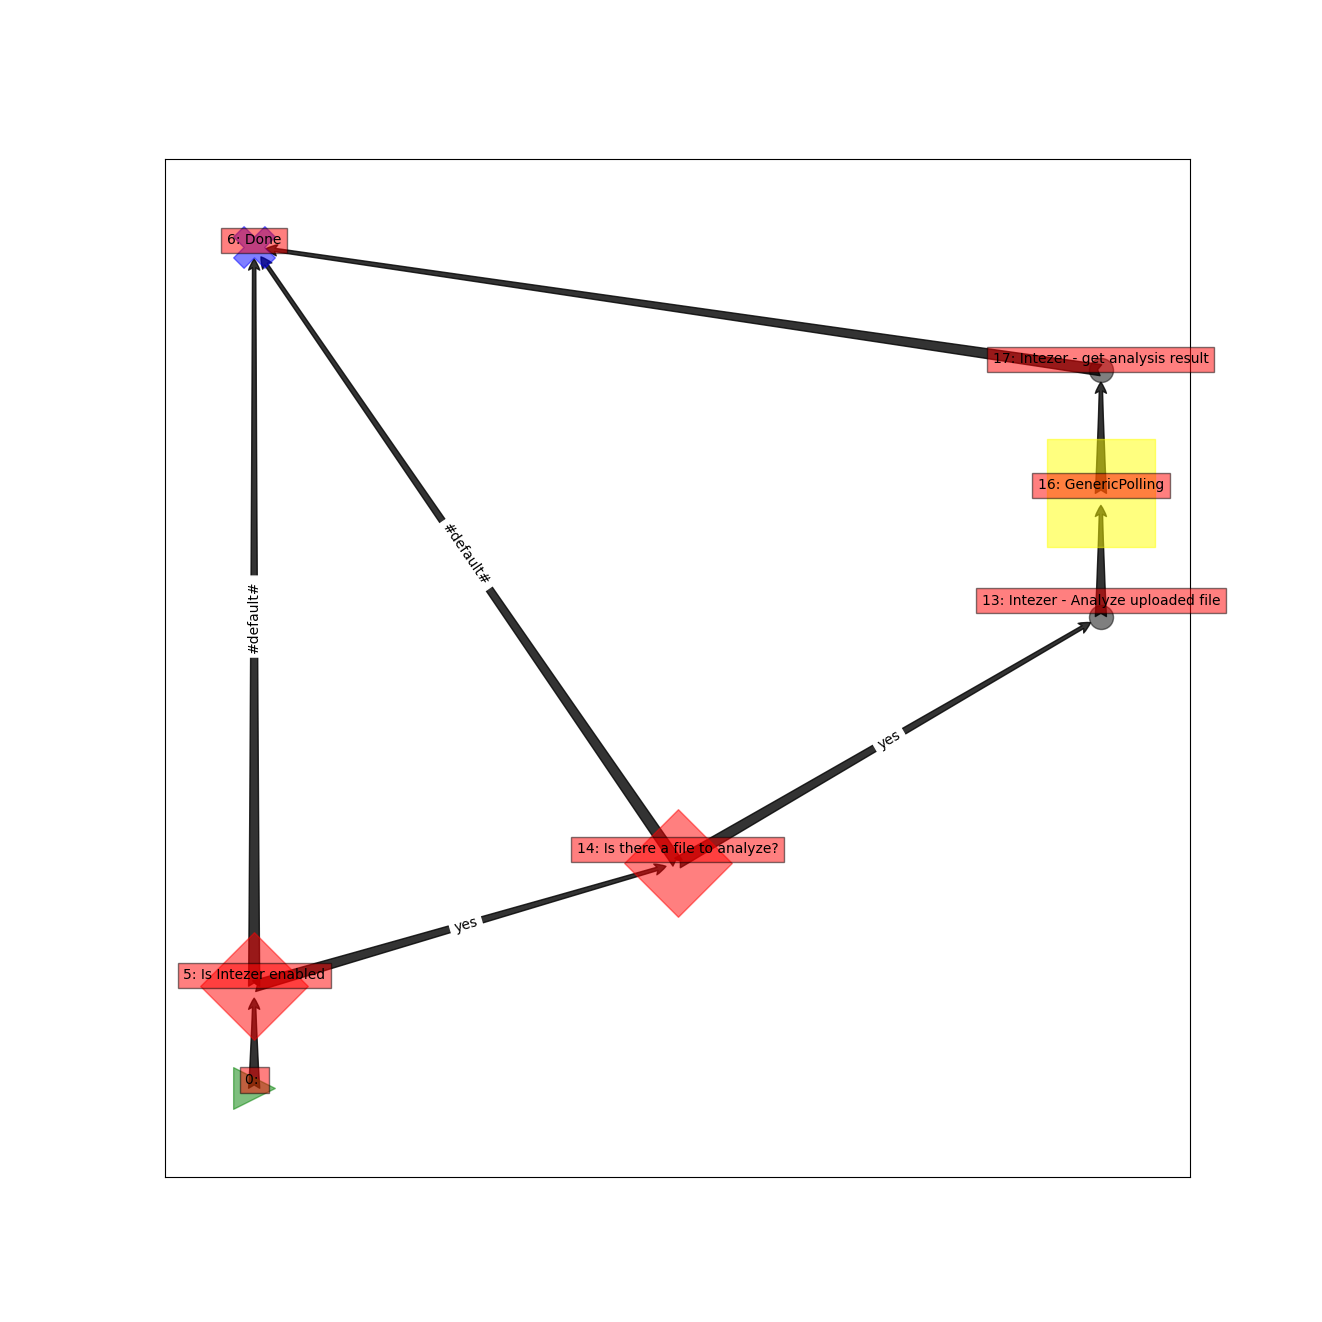 6: Done
17: Intezer - get analysis result
16: GenericPolling
#default#
#default#
13: Intezer - Analyze uploaded file
yes
14: Is there a file to analyze?
yes
5: Is Intezer enabled
0: